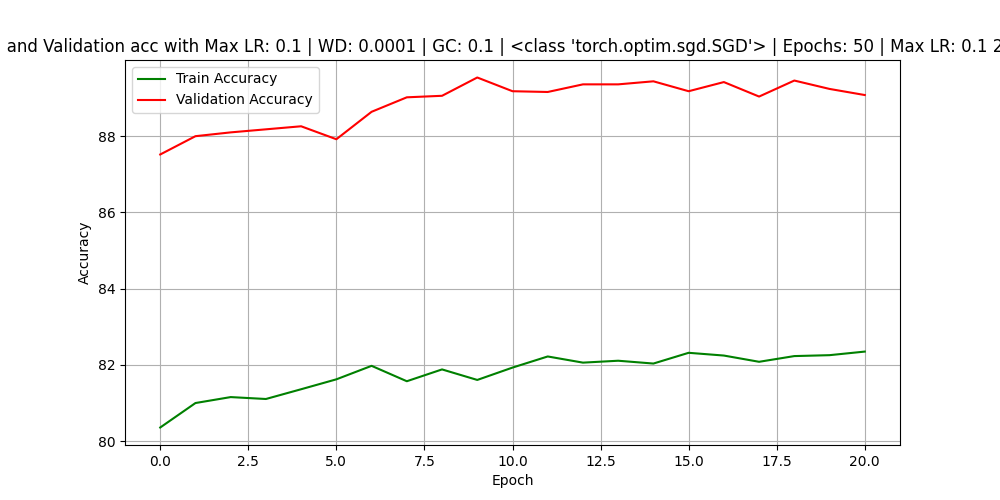 and Validation acc with Max LR: 0.1 | WD: 0.0001 | GC: 0.1 | <class 'torch.optim.sgd.SGD'> | Epochs: 50 | Max LR: 0.1 2
Train Accuracy
Validation Accuracy
88
86
84
82
80
Accuracy
0.0 2.5 5.0 7.5 10.0 12.5 15.0 17.5 20.0
Epoch